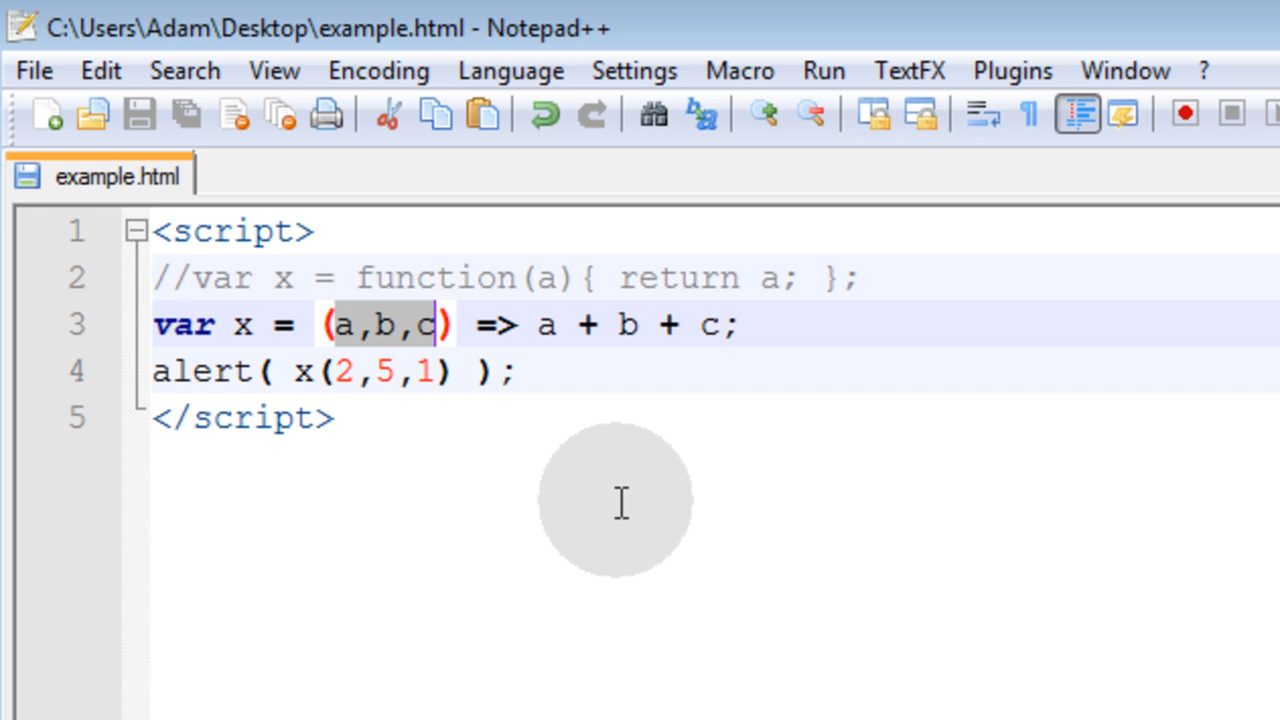 C:\Users\Adam\Desktop\example.html - Notepad++
File Edit Search View Encoding Language Settings Macro Run TextFX Plugins Window ?
example.html
1 <script>
2 //var x = function(a){ return a; };
3 var x = (a,b,c) => a + b + c;
4 alert( x(2,5,1) );
5 </script>